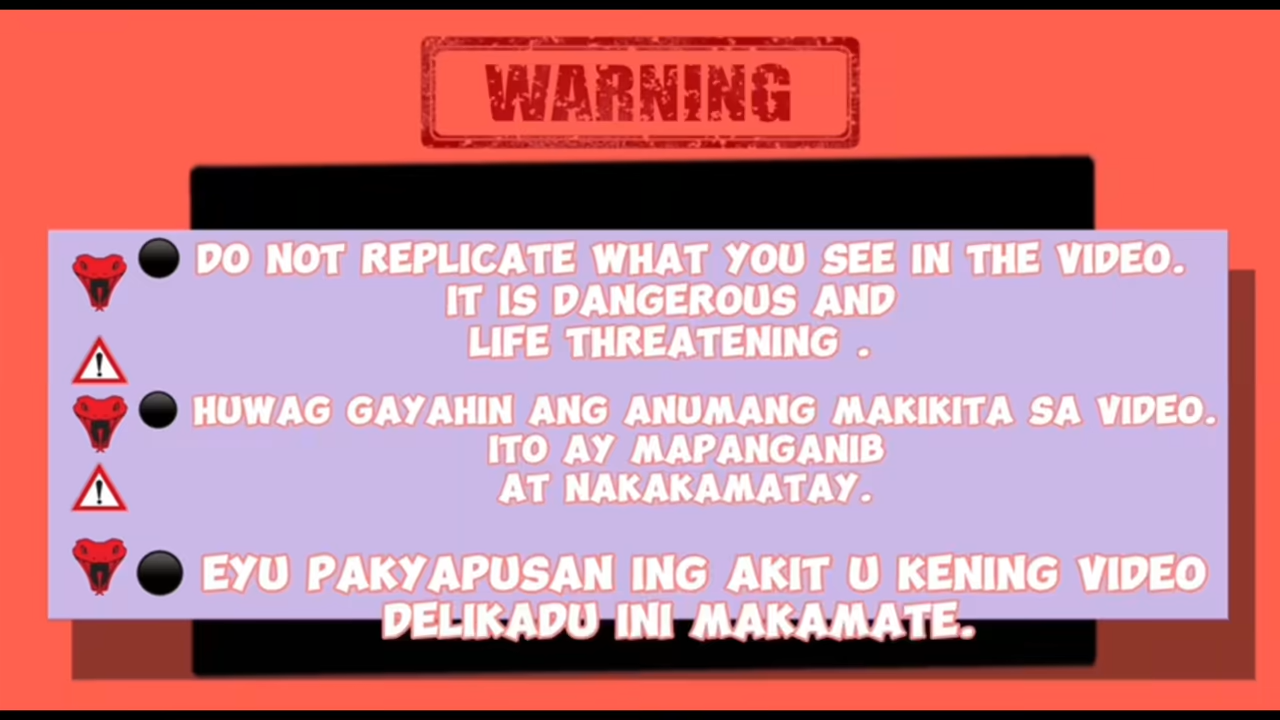 WARNING
DO NOT REPLICATE WHAT YOU SEE IN THE VIDEO.
IT IS DANGEROUS AND
LIFE THREATENING .
HUWAG GAYAHIN ANG ANUMANG MAKIKITA SA VIDEO.
ITO AY MAPANGANIB
AT NAKAKAMATAY.
EYU PAKYAPUSAN ING AKIT U KENING VIDEO
DELIKADU INI MAKAMATE.